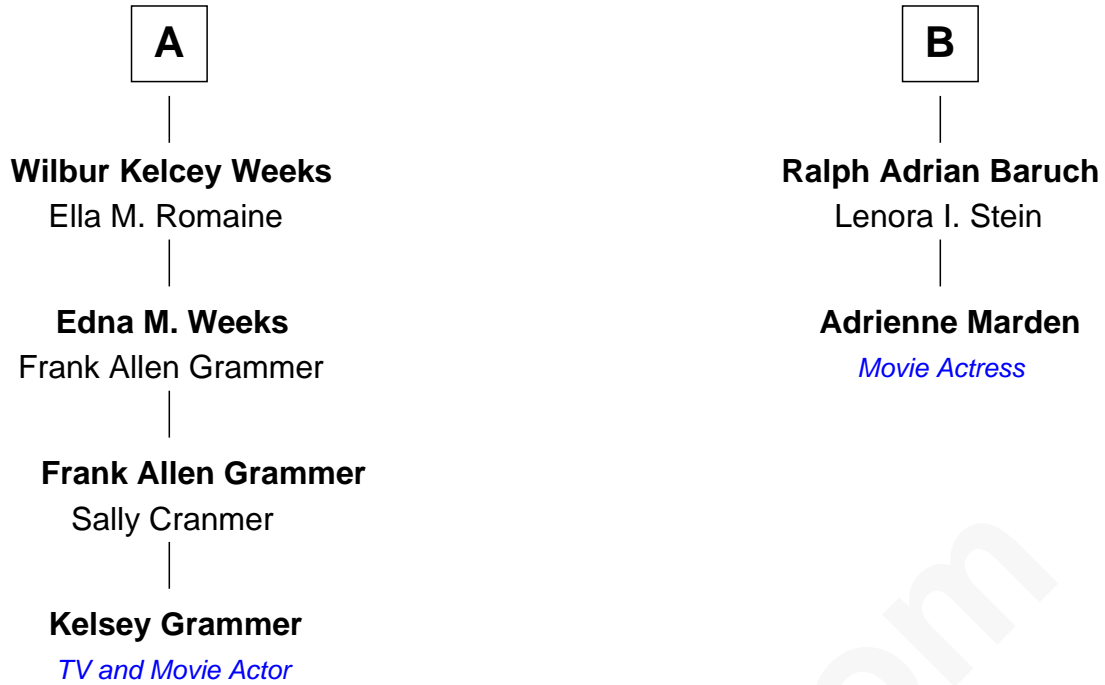 A
Wilbur Kelcey Weeks
Ella M. Romaine
Edna M. Weeks
Frank Allen Grammer
Frank Allen Grammer
Sally Cranmer
Kelsey Grammer
TV and Movie Actor
B
Ralph Adrian Baruch
Lenora I. Stein
Adrienne Marden
Movie Actress
om